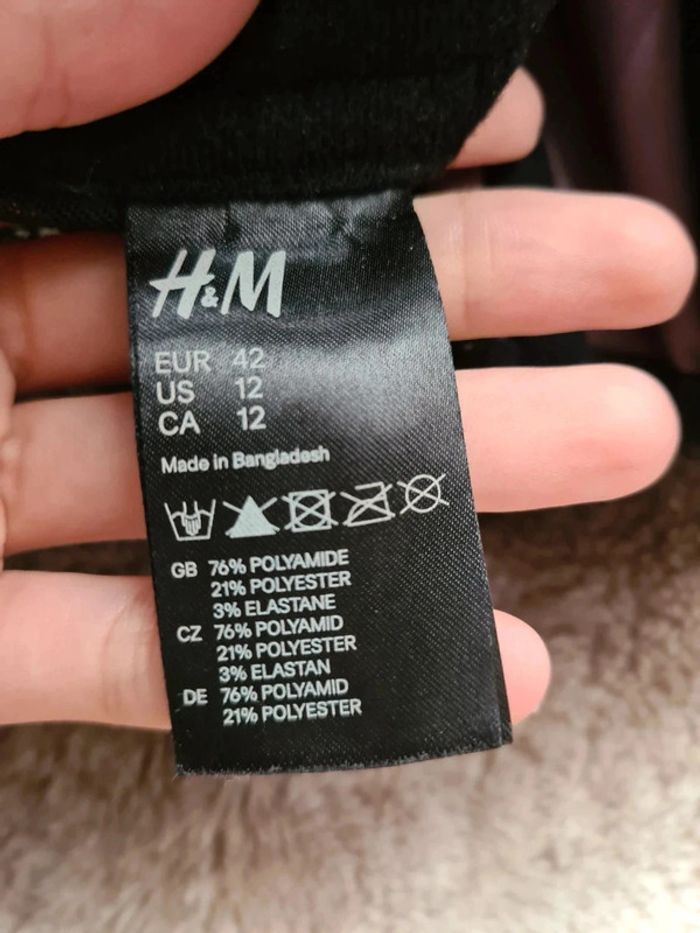 H&M
EUR 42
US 12
CA 12
Made in Bangladesh
GB 76% POLYAMIDE
21% POLYESTER
3% ELASTANE
CZ 76% POLYAMID
21% POLYESTER
3% ELASTAN
DE 76% POLYAMID
21% POLYESTER